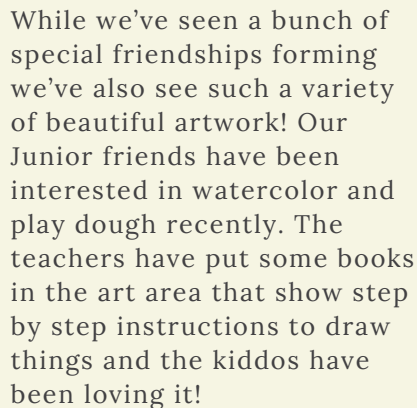 While we've seen a bunch of
special friendships forming
we've also see such a variety
of beautiful artwork! Our
Junior friends have been
interested in watercolor and
play dough recently. The
teachers have put some books
in the art area that show step
by step instructions to draw
things and the kiddos have
been loving it!